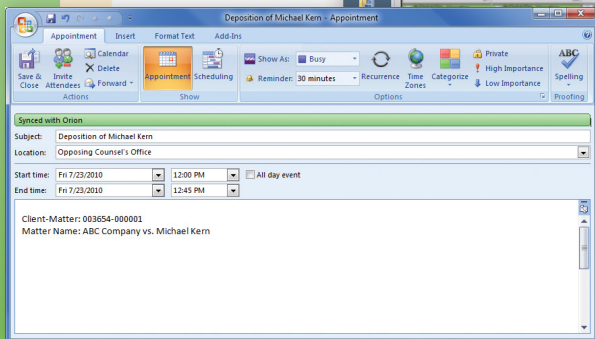 Deposition of Michael Kern - Appointment
Appointment Insert Format Text Add-Ins
Save & Close
Invite Attendees
Calendar
Delete
Forward
Actions
Appointment
Scheduling
Show
Show As: Busy
Reminder: 30 minutes
Recurrence
Time Zones
Categorize
Private
High Importance
Low Importance
Options
ABC
Spelling
Proofing
Synced with Orion
Subject: Deposition of Michael Kern
Location: Opposing Counsel's Office
Start time: Fri 7/23/2010 12:00 PM All day event
End time: Fri 7/23/2010 12:45 PM
Client-Matter: 003654-000001
Matter Name: ABC Company vs. Michael Kern